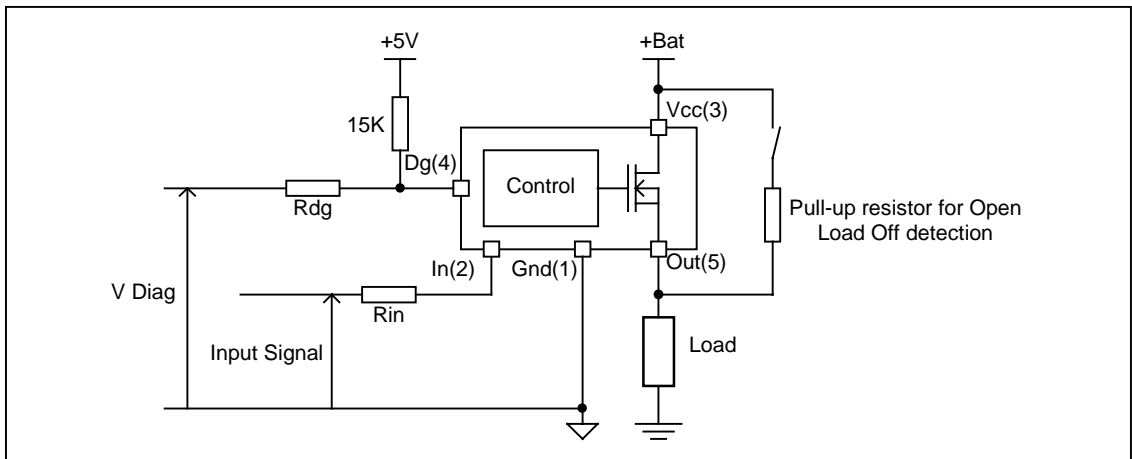 +5V
+Bat
Vcc(3)
15K
Dg(4)
Control
Rdg
Pull-up resistor for Open
Load Off detection
In(2)
Gnd(1)
Out(5)
V Diag
Rin
Input Signal
Load